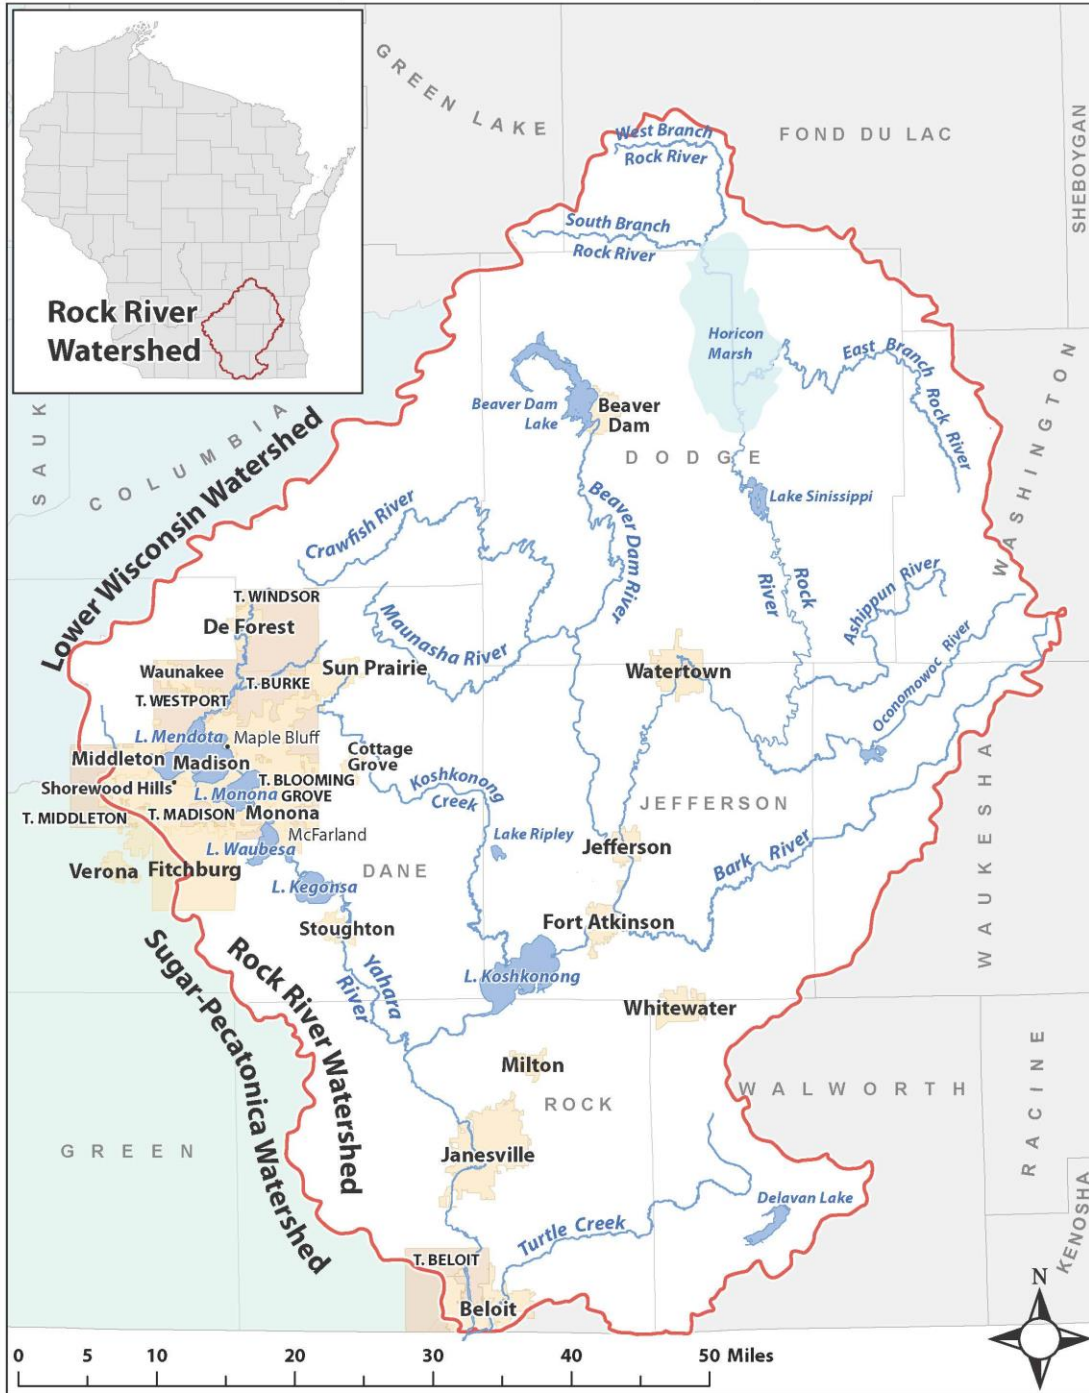 Rock River
Watershed
GREEN LAKE
FOND DU LAC
SHEBOYGAN
West Branch
Rock River
South Branch
Rock River
Horicon
Marsh
East Branch Rock River
SAUK
COLUMBIA
Lower Wisconsin Watershed
Beaver Dam
Lake
Beaver
Dam
DODGE
WASHINGTON
Lake Sinissippi
Beaver Dam River
Crawfish River
Rock
River
Ashippun River
Maunasha River
Oconomowoc River
T. WINDSOR
De Forest
Sun Prairie
Waunakee
T. BURKE
T. WESTPORT
Watertown
L. Mendota
Maple Bluff
Middleton
Madison
Cottage
Grove
Shorewood Hills
T. BLOOMING
GROVE
L. Monona
Koshkonong
Creek
T. MIDDLETON
T. MADISON
Monona
McFarland
JEFFERSON
WAUKESHA
L. Waubesa
Lake Ripley
Jefferson
Bark River
Verona
Fitchburg
DANE
L. Kegonsa
Stoughton
Fort Atkinson
Yahara
River
L. Koshkonong
Whitewater
Rock River Watershed
Sugar-Pecatonica Watershed
Milton
ROCK
WALWORTH
RACINE
GREEN
Janesville
Delavan Lake
KENOSHA
Turtle Creek
T. BELOIT
Beloit
N
0 5 10 20 30 40 50 Miles